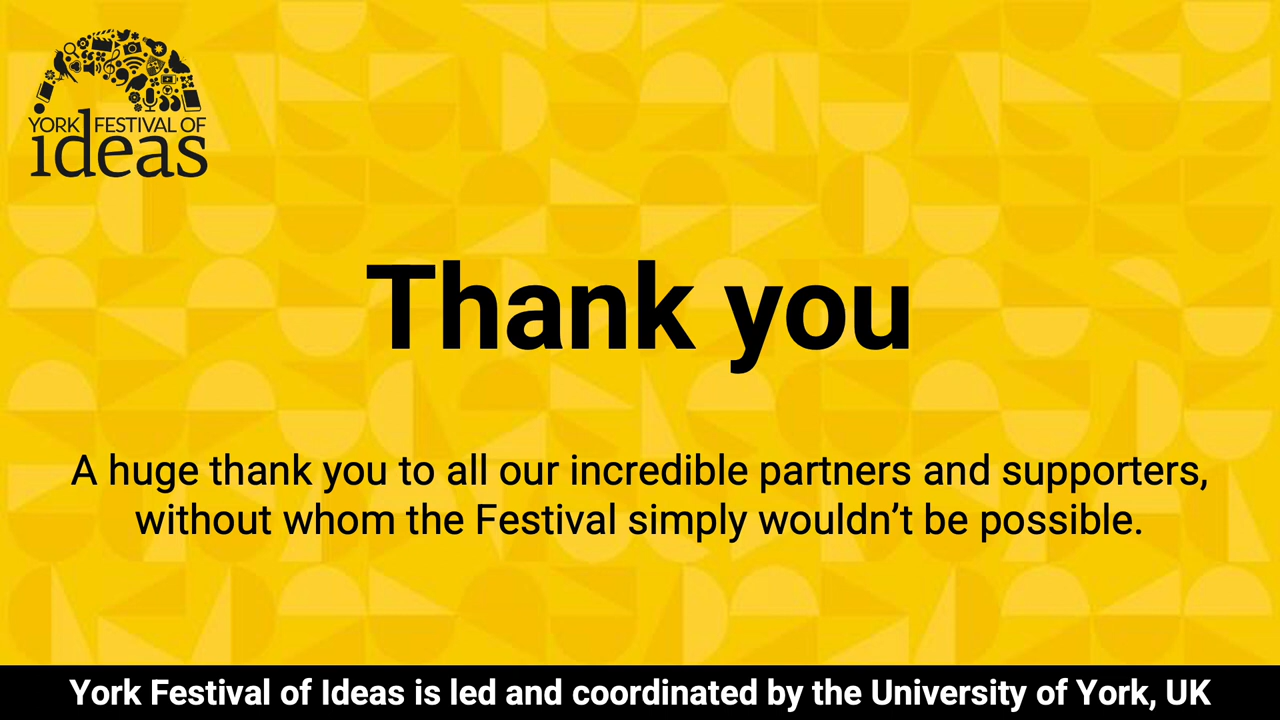 YORK FESTIVAL OF
ideas
Thank you
A huge thank you to all our incredible partners and supporters,
without whom the Festival simply wouldn’t be possible.
York Festival of Ideas is led and coordinated by the University of York, UK